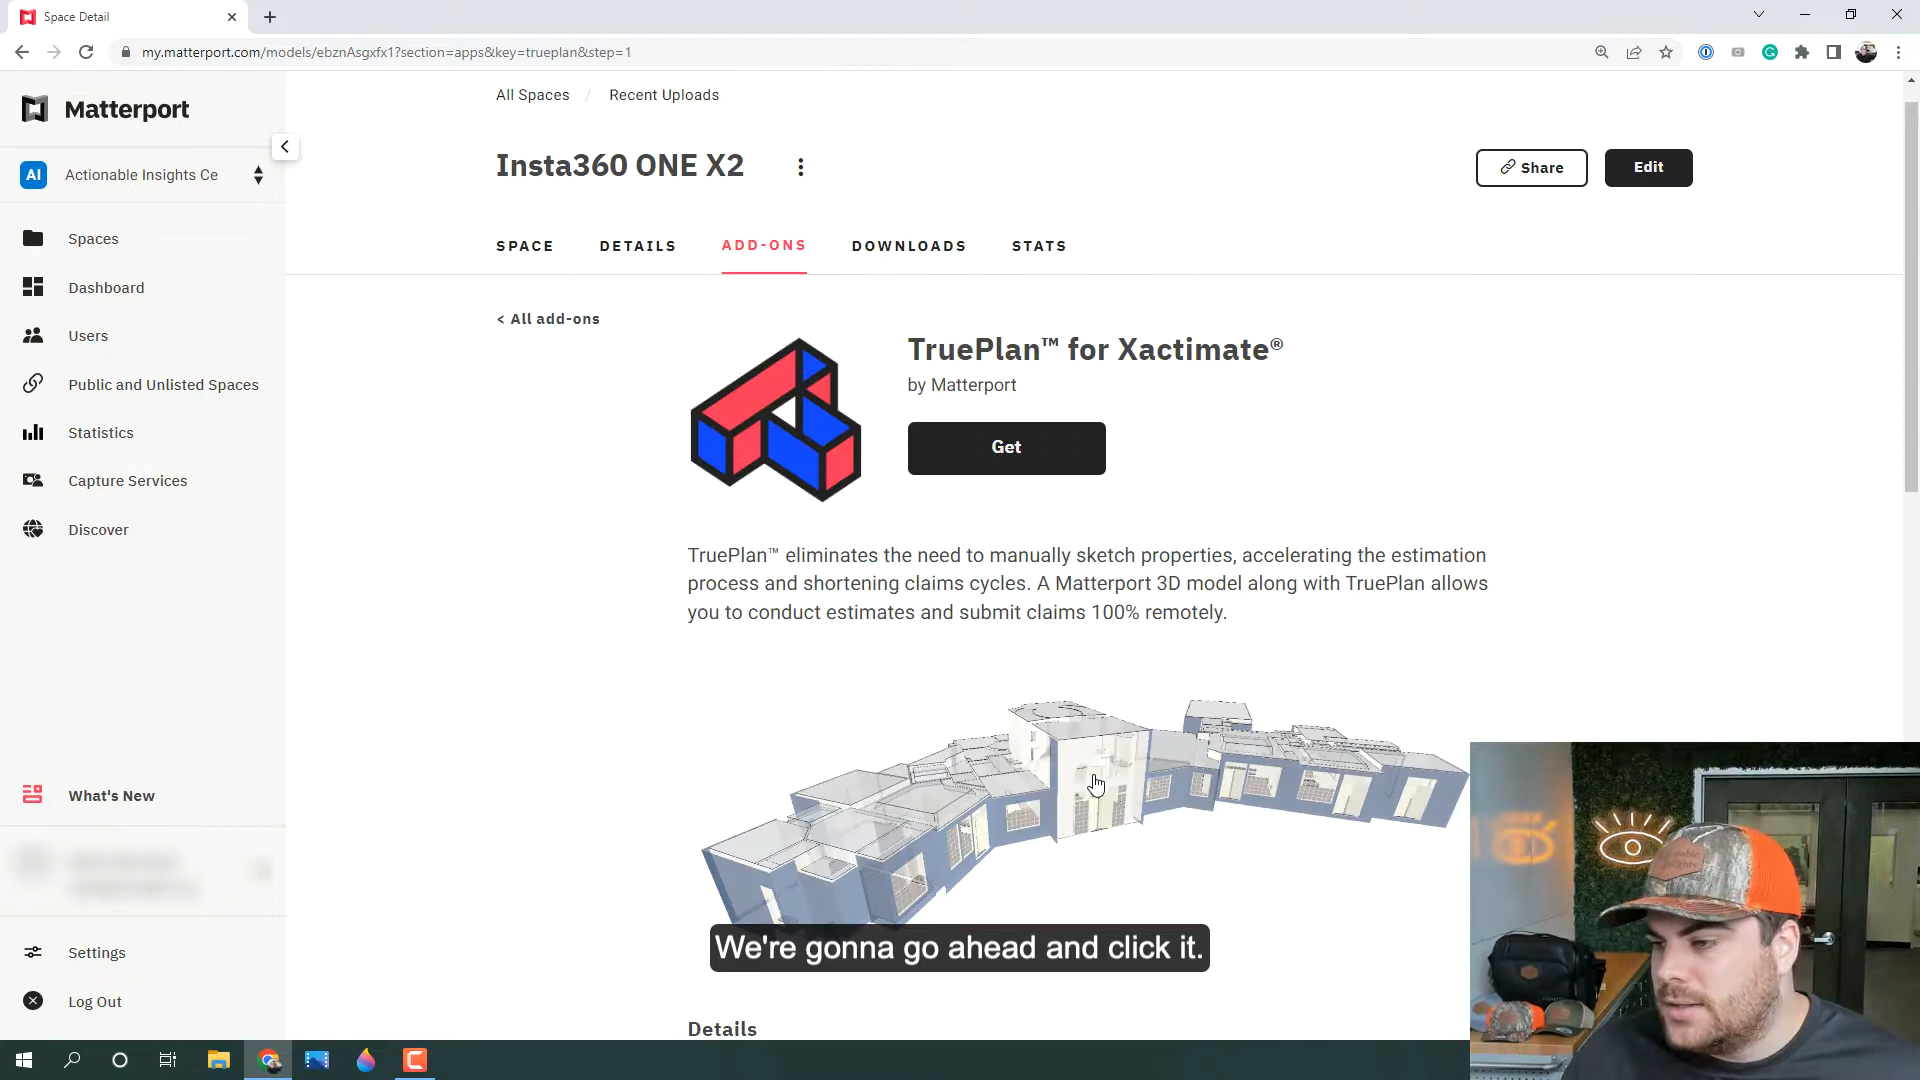 Space Detail
my.matterport.com/models/ebznAsgxfx1?section=apps&key=trueplan&step=1
Matterport
All Spaces / Recent Uploads
AI Actionable Insights Ce
Insta360 ONE X2
Share
Edit
SPACE DETAILS ADD-ONS DOWNLOADS STATS
Spaces
Dashboard
Users
Public and Unlisted Spaces
Statistics
Capture Services
Discover
< All add-ons
TruePlan™ for Xactimate®
by Matterport
Get
TruePlan™ eliminates the need to manually sketch properties, accelerating the estimation
process and shortening claims cycles. A Matterport 3D model along with TruePlan allows
you to conduct estimates and submit claims 100% remotely.
What's New
We're gonna go ahead and click it.
Settings
Log Out
Details